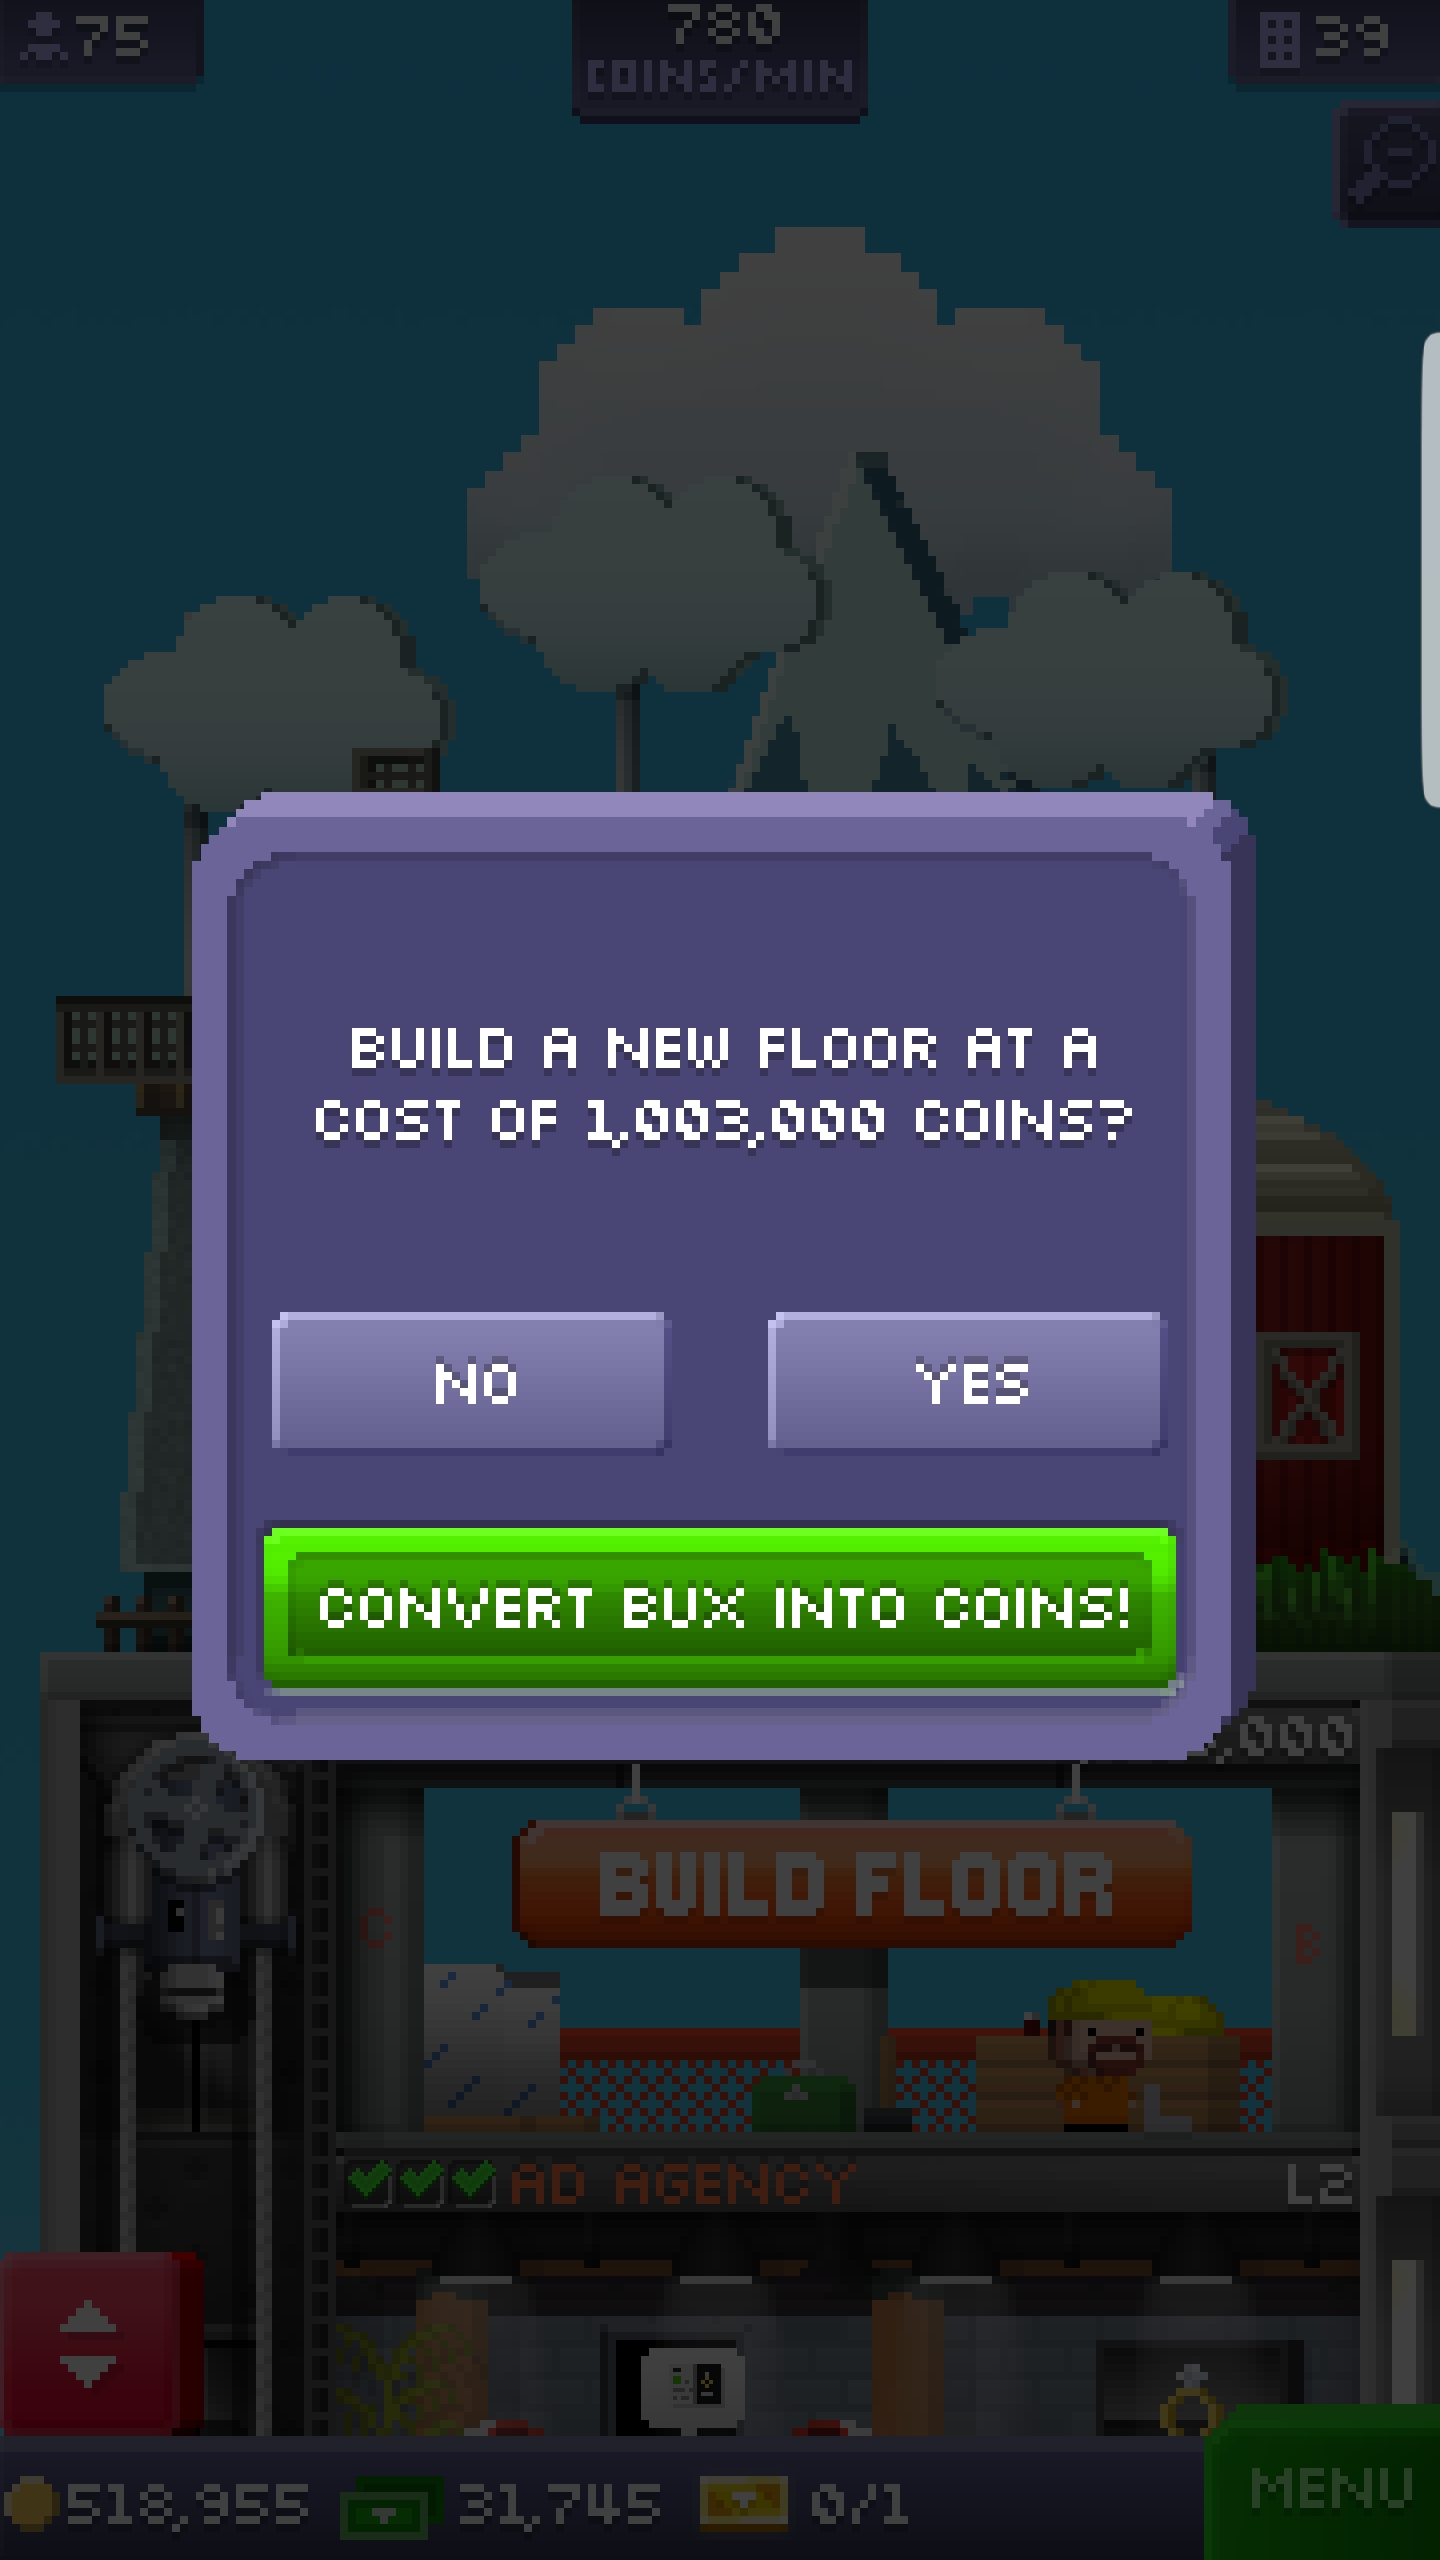 75
780
COINS/MIN
39
BUILD A NEW FLOOR AT A
COST OF 1,003,000 COINS?
NO
YES
CONVERT BUX INTO COINS!
,000
BUILD FLOOR
C
B
AD AGENCY
L2
518,955
31,745
0/1
MENU